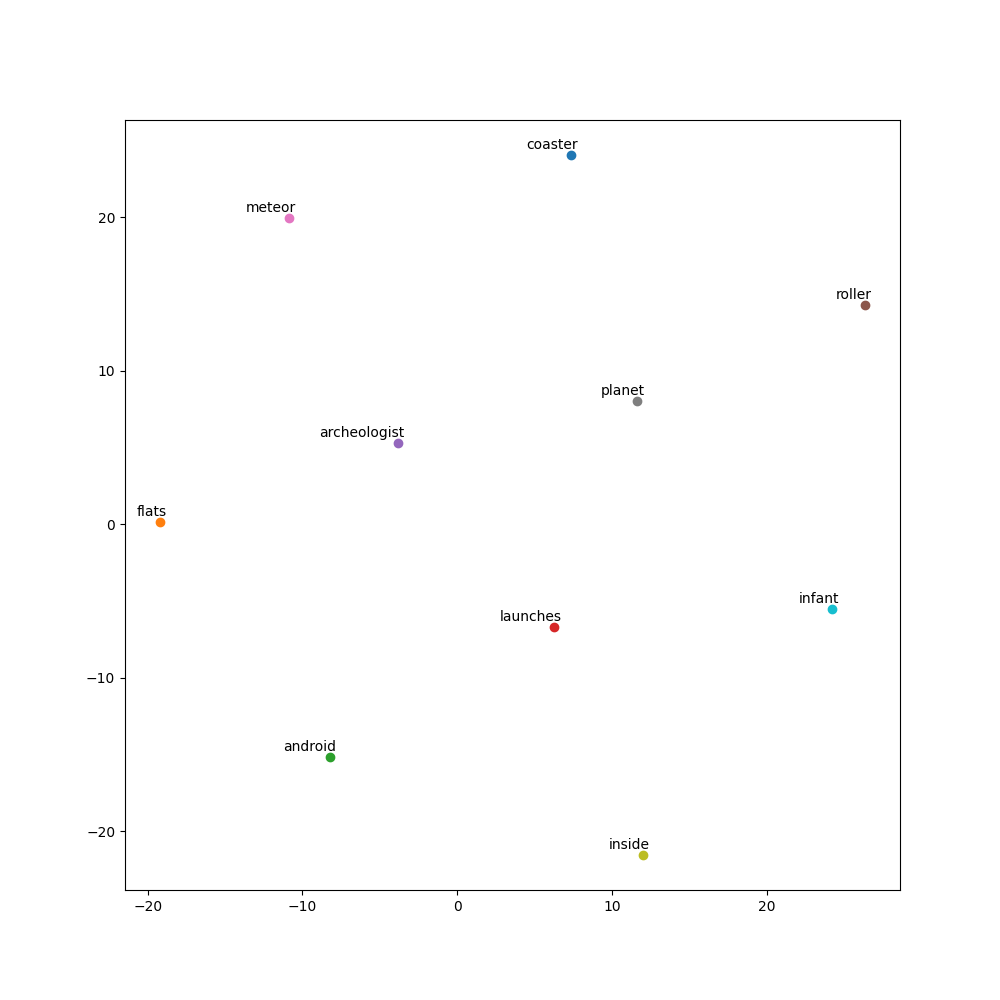 coaster
meteor
20
roller
10
planet
archeologist
flats
0
infant
launches
−10
android
−20
inside
−20
−10
0
10
20